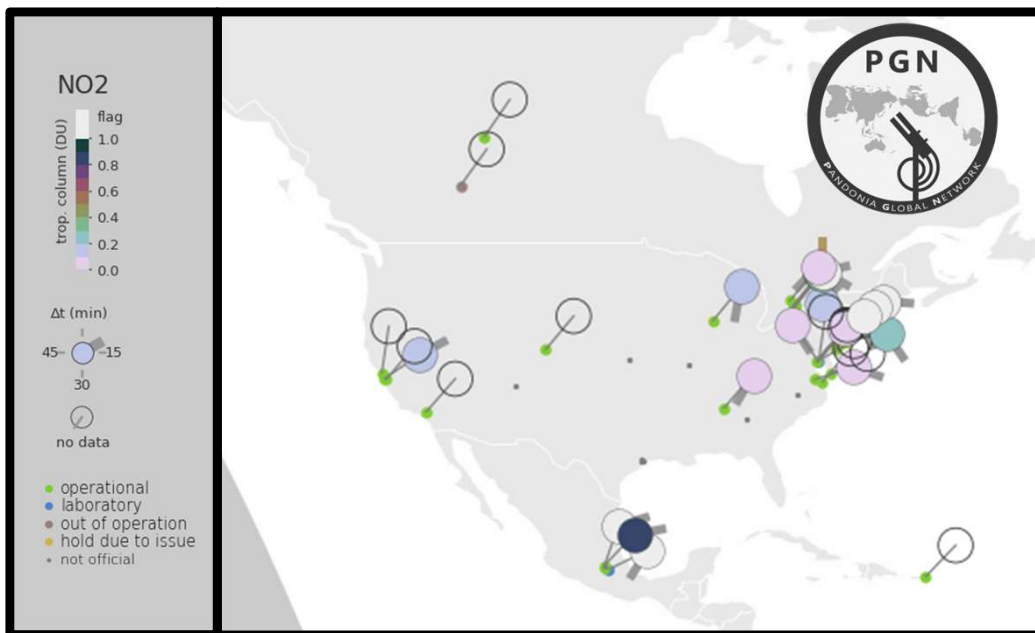 NO2
flag
1.0
0.8
0.6
0.4
0.2
0.0
trop. column (DU)
Δt (min)
45 15
30
no data
operational
laboratory
out of operation
hold due to issue
not official
PGN
PANDONIA GLOBAL NETWORK